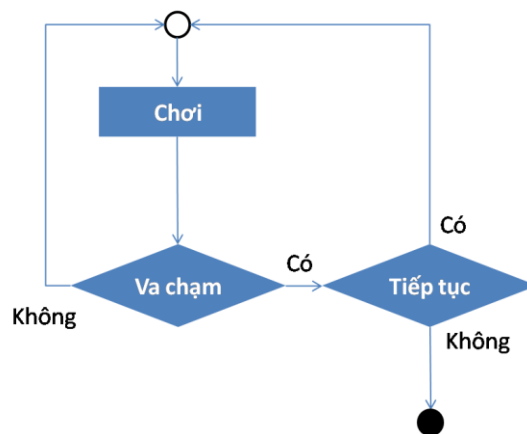 Chơi
Có
Va chạm
Có
Tiếp tục
Không
Không